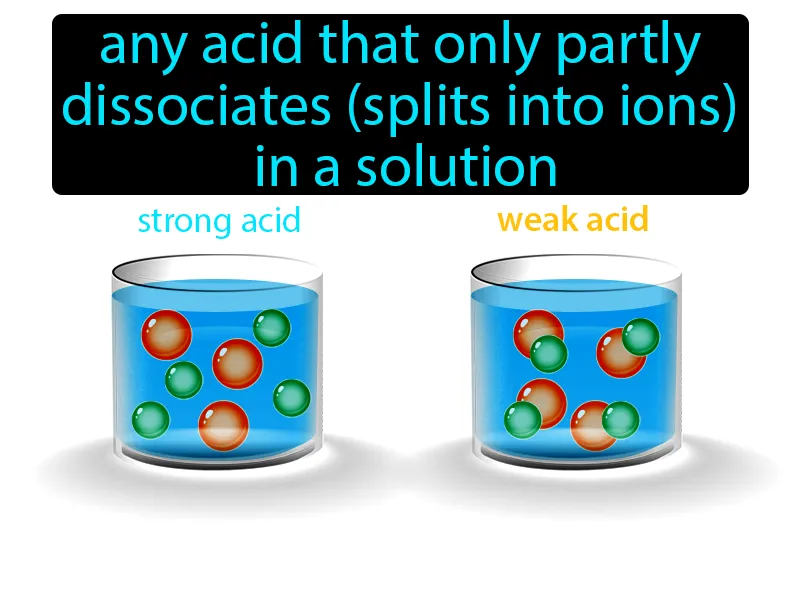 any acid that only partly
dissociates (splits into ions)
in a solution
strong acid
weak acid